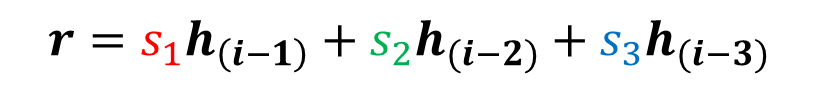 r = s₁h₍ᵢ₋₁₎ + s₂h₍ᵢ₋₂₎ + s₃h₍ᵢ₋₃₎